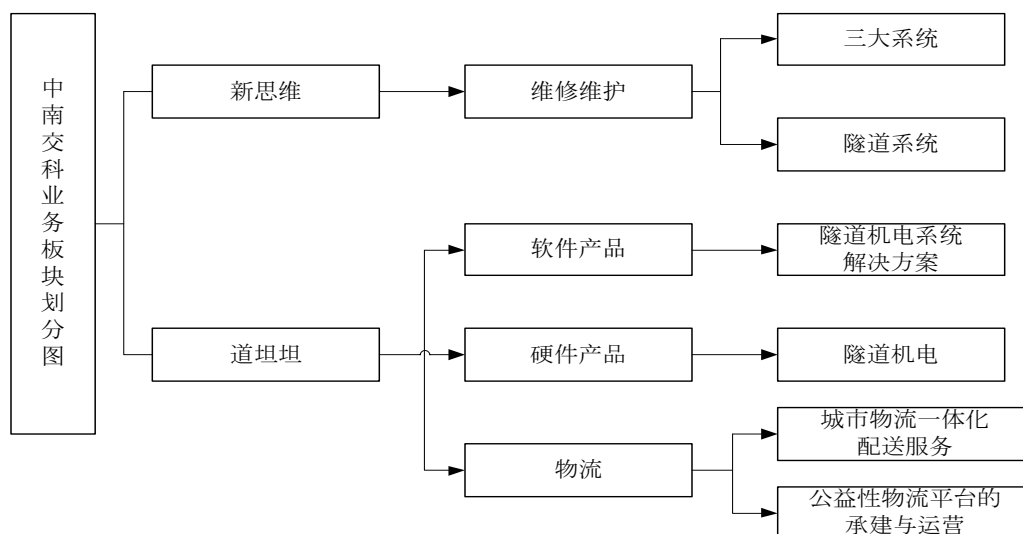 中南交科业务板块划分图
新思维
维修维护
三大系统
隧道系统
道坦坦
软件产品
隧道机电系统
解决方案
硬件产品
隧道机电
物流
城市物流一体化
配送服务
公益性物流平台的
承建与运营